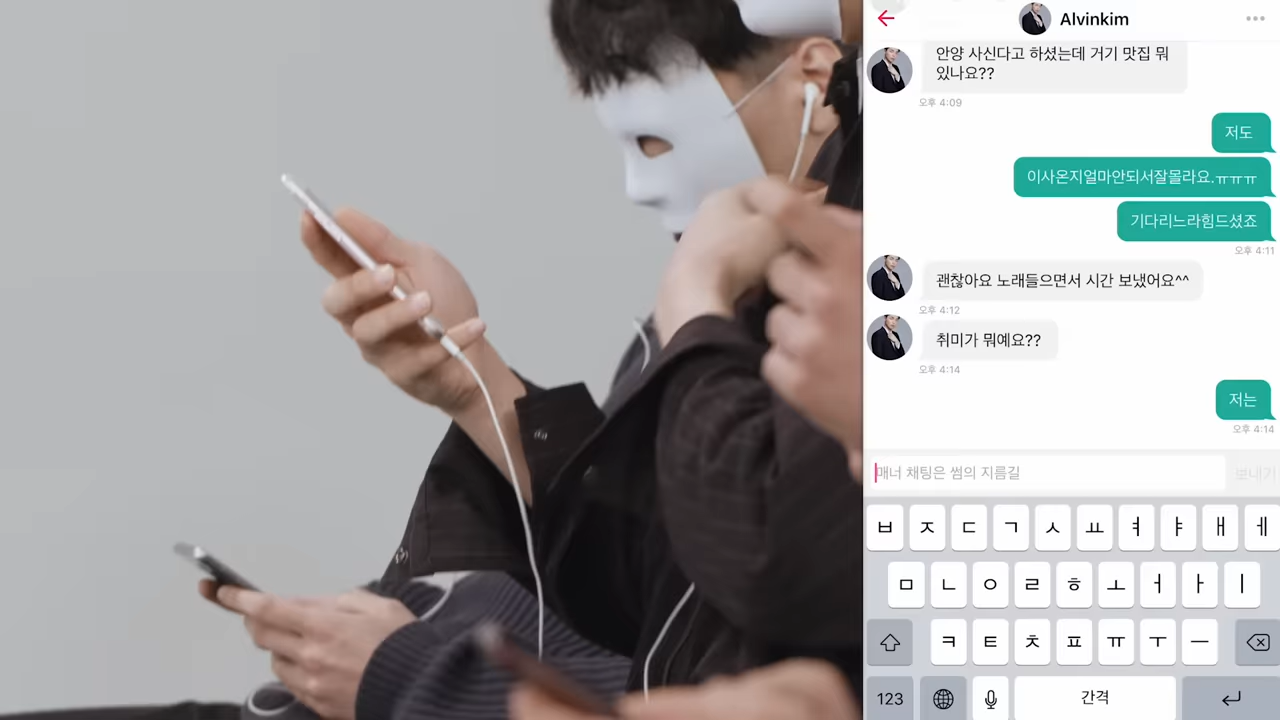 Alvinkim
안양 사신다고 하셨는데 거기 맛집 뭐
있나요??
오후 4:09
저도
이사온지얼마안되서잘몰라요.ㅠㅠㅠ
기다리느라힘드셨죠
오후 4:11
괜찮아요 노래들으면서 시간 보냈어요^^
오후 4:12
취미가 뭐예요??
오후 4:14
저는
오후 4:14
매너 채팅은 썸의 지름길
보내기
ㅂ ㅈ ㄷ ㄱ ㅅ ㅛ ㅕ ㅑ ㅐ ㅔ
ㅁ ㄴ ㅇ ㄹ ㅎ ㅗ ㅓ ㅏ ㅣ
ㅋ ㅌ ㅊ ㅍ ㅠ ㅜ ㅡ
123 간격